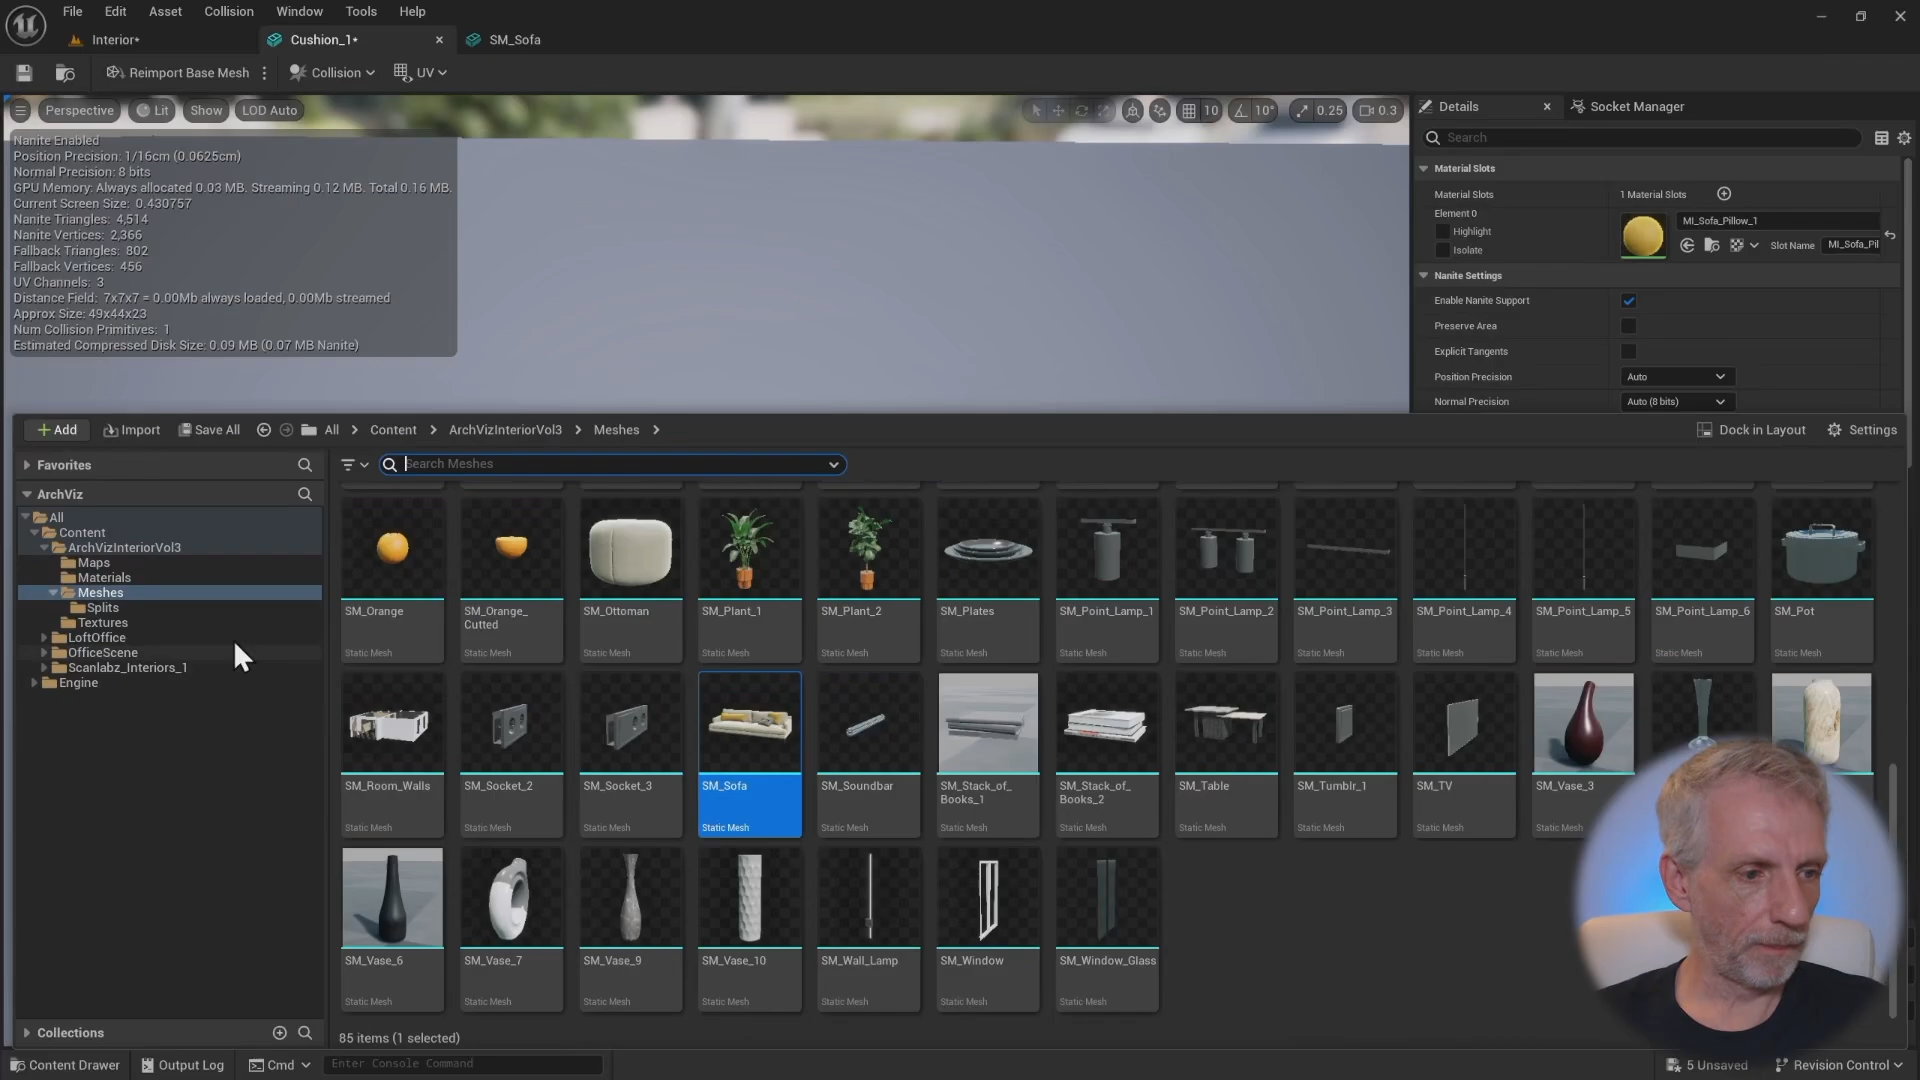 File Edit Asset Collision Window Tools Help
Interior* Cushion_1* SM_Sofa
Reimport Base Mesh Collision UV
Perspective Lit Show LOD Auto 10 10° 0.25 0.3
Nanite Enabled
Position Precision: 1/16cm (0.0625cm)
Normal Precision: 8 bits
GPU Memory: Always allocated 0.03 MB. Streaming 0.12 MB. Total 0.16 MB.
Current Screen Size: 0.430757
Nanite Triangles: 4,514
Nanite Vertices: 2,366
Fallback Triangles: 802
Fallback Vertices: 456
UV Channels: 3
Distance Field: 7x7x7 = 0.00Mb always loaded, 0.00Mb streamed
Approx Size: 49x44x23
Num Collision Primitives: 1
Estimated Compressed Disk Size: 0.09 MB (0.07 MB Nanite)
Details Socket Manager
Search
Material Slots
Material Slots 1 Material Slots
Element 0 MI_Sofa_Pillow_1
Highlight
Isolate Slot Name MI_Sofa_Pil
Nanite Settings
Enable Nanite Support
Preserve Area
Explicit Tangents
Position Precision Auto
Normal Precision Auto (8 bits)
Add Import Save All All Content ArchVizInteriorVol3 Meshes Dock in Layout Settings
Favorites
Search Meshes
ArchViz
All
Content
ArchVizInteriorVol3
Maps
Materials
Meshes
Splits
Textures
LoftOffice
OfficeScene
Scanlabz_Interiors_1
Engine
SM_Orange SM_Orange_ SM_Ottoman SM_Plant_1 SM_Plant_2 SM_Plates SM_Point_Lamp_1 SM_Point_Lamp_2 SM_Point_Lamp_3 SM_Point_Lamp_4 SM_Point_Lamp_5 SM_Point_Lamp_6 SM_Pot
Cutted
Static Mesh Static Mesh Static Mesh Static Mesh Static Mesh Static Mesh Static Mesh Static Mesh Static Mesh Static Mesh Static Mesh Static Mesh Static Mesh
SM_Room_Walls SM_Socket_2 SM_Socket_3 SM_Sofa SM_Soundbar SM_Stack_of_ SM_Stack_of_ SM_Table SM_Tumblr_1 SM_TV SM_Vase_3
Books_1 Books_2
Static Mesh Static Mesh Static Mesh Static Mesh Static Mesh Static Mesh Static Mesh Static Mesh Static Mesh Static Mesh Static Mesh
SM_Vase_6 SM_Vase_7 SM_Vase_9 SM_Vase_10 SM_Wall_Lamp SM_Window SM_Window_Glass
Static Mesh Static Mesh Static Mesh Static Mesh Static Mesh Static Mesh Static Mesh
Collections
85 items (1 selected)
Content Drawer Output Log Cmd Enter Console Command 5 Unsaved Revision Control